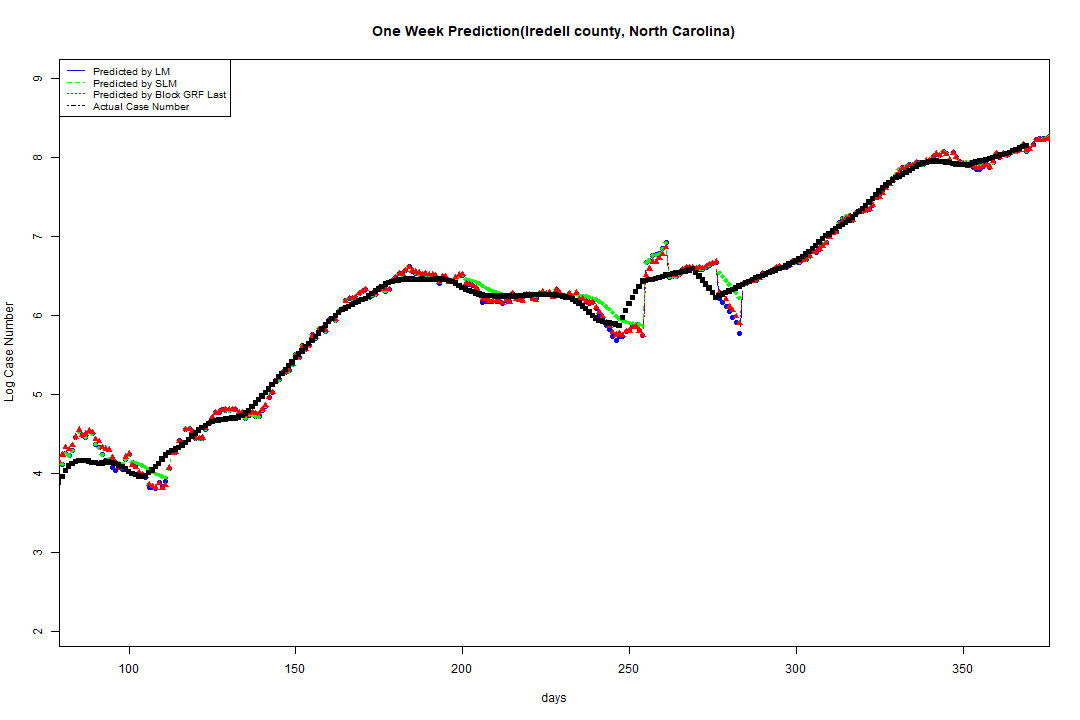 One Week Prediction(Iredell county, North Carolina)
Predicted by LM
Predicted by SLM
Predicted by Block GRF Last
Actual Case Number
9
8
7
6
5
4
3
2
Log Case Number
100 150 200 250 300 350
days